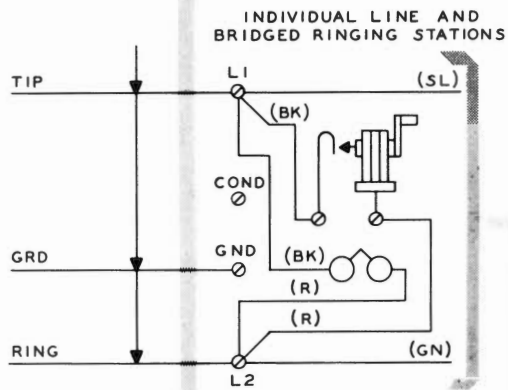 INDIVIDUAL LINE AND
BRIDGED RINGING STATIONS
TIP
L1
(SL)
(BK)
COND
GRD
GND
(BK)
(R)
(R)
RING
(GN)
L2